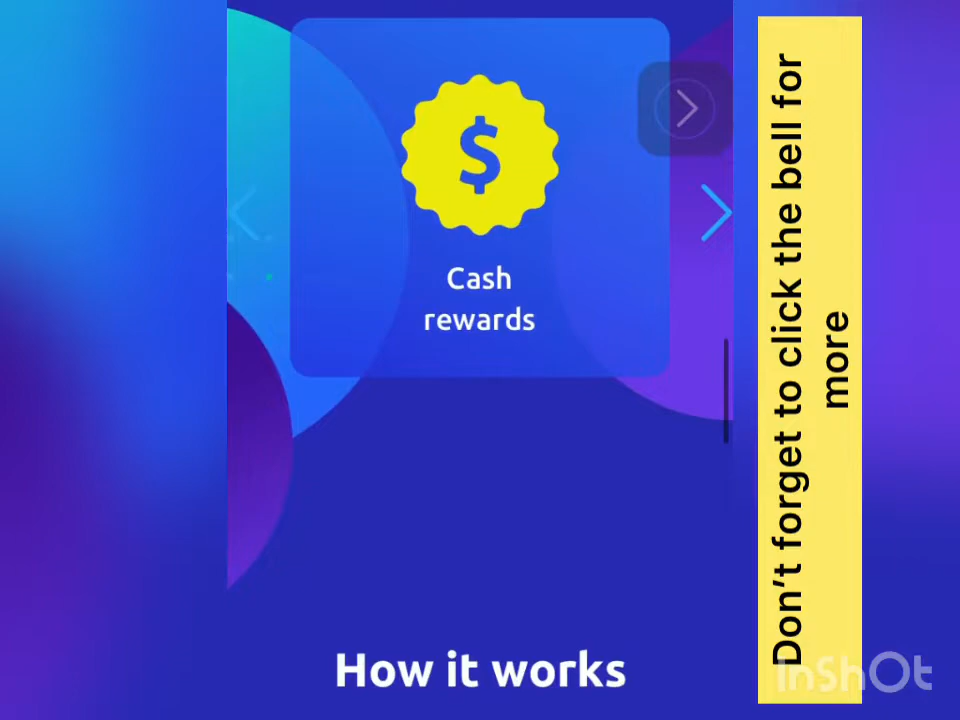 $
Cash
rewards
How it works
Don't forget to click the bell for
more
InShOt